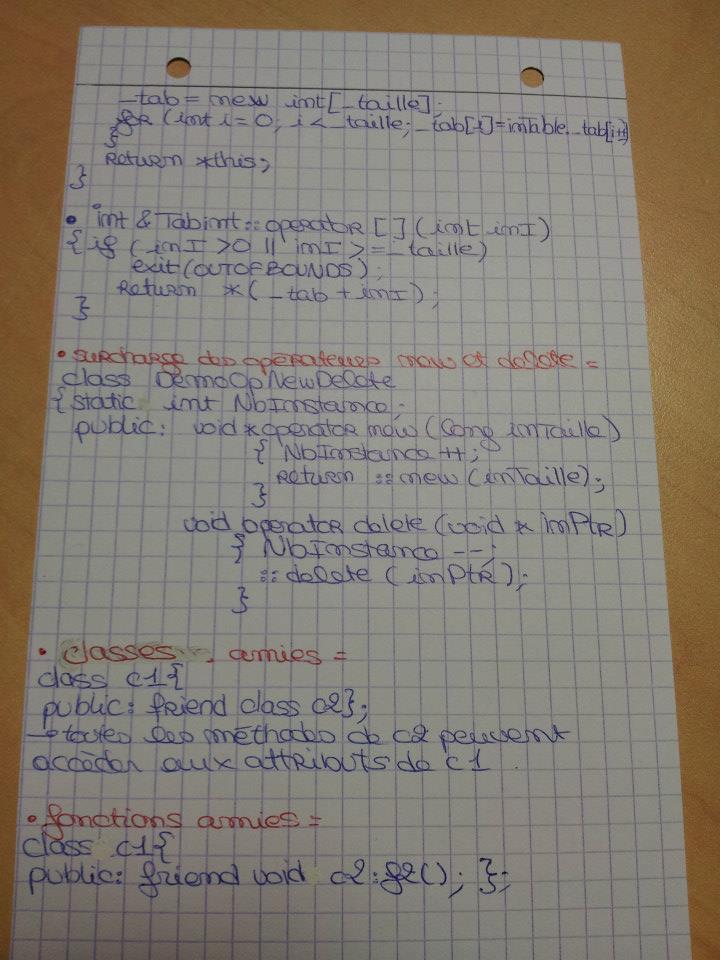 _tab = new int[_taille];
for (int i=0; i<_taille; _tab[i]=inTable._tab[i++]
}
Return *this;
}
• int & Tabint::operatoR [] (int inI)
{if (inI >0 || inI >= _taille)
exit(OUTOFBOUNDS);
Return *(_tab + inI);
}
• surcharge des operateurs new et delete =
class DemoOpNewDelete
{static int NbInstance;
public: void *operatoR new (long inTaille)
{ NbInstance ++;
Return ::new (inTaille);
}
void operatoR delete (void * inPtR)
{ NbInstance --;
::delete (inPtR);
}
• classes amies =
class c1{
public: friend class c2};
→ toutes les méthodes de c2 peuvent
accèder aux attributs de c1.
• fonctions amies =
class c1{
public: friend void c2:f2(); };